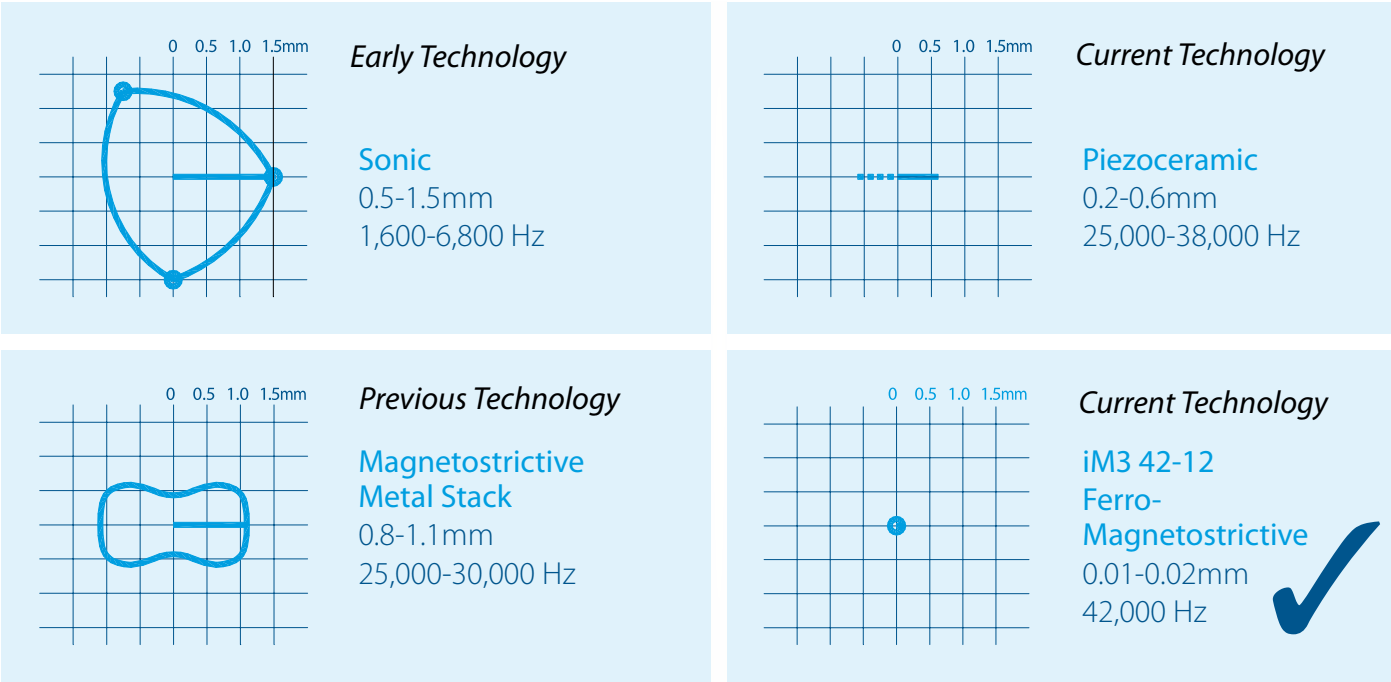 0 0.5 1.0 1.5mm
Early Technology
Sonic
0.5-1.5mm
1,600-6,800 Hz
0 0.5 1.0 1.5mm
Current Technology
Piezoceramic
0.2-0.6mm
25,000-38,000 Hz
0 0.5 1.0 1.5mm
Previous Technology
Magnetostrictive
Metal Stack
0.8-1.1mm
25,000-30,000 Hz
0 0.5 1.0 1.5mm
Current Technology
iM3 42-12
Ferro-
Magnetostrictive
0.01-0.02mm
42,000 Hz